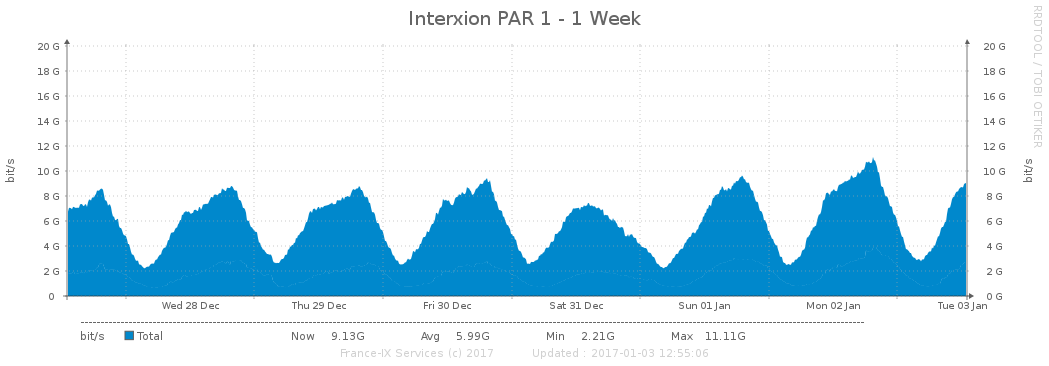 Interxion PAR 1 - 1 Week
RRDTOOL / TOBI OETIKER
20 G 20 G
18 G 18 G
16 G 16 G
14 G 14 G
12 G 12 G
10 G 10 G
8 G 8 G
6 G 6 G
4 G 4 G
2 G 2 G
0 0 G
bit/s
bit/s
Wed 28 Dec Thu 29 Dec Fri 30 Dec Sat 31 Dec Sun 01 Jan Mon 02 Jan Tue 03 Jan
bit/s Total Now 9.13G Avg 5.99G Min 2.21G Max 11.11G
France-IX Services (c) 2017 Updated : 2017-01-03 12:55:06